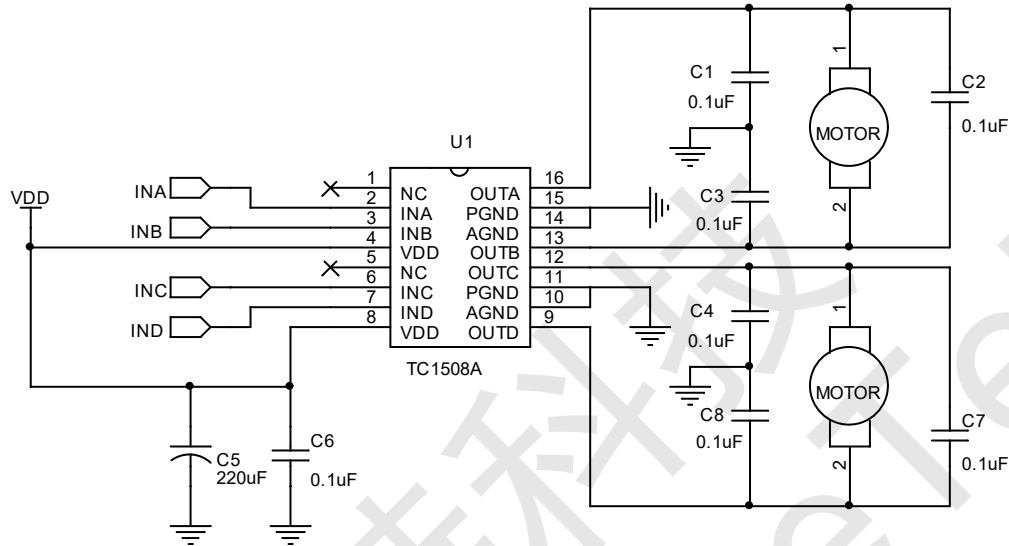 U1
1 NC
2 INA
3 INB
4 VDD
5 NC
6 INC
7 IND
8 VDD
16 OUTA
15 PGND
14 AGND
13 OUTB
12 OUTC
11 PGND
10 AGND
9 OUTD
TC1508A
VDD
INA
INB
INC
IND
C5
220uF
C6
0.1uF
C1
0.1uF
C3
0.1uF
1
MOTOR
2
C2
0.1uF
C4
0.1uF
C8
0.1uF
1
MOTOR
2
C7
0.1uF
科技
Te